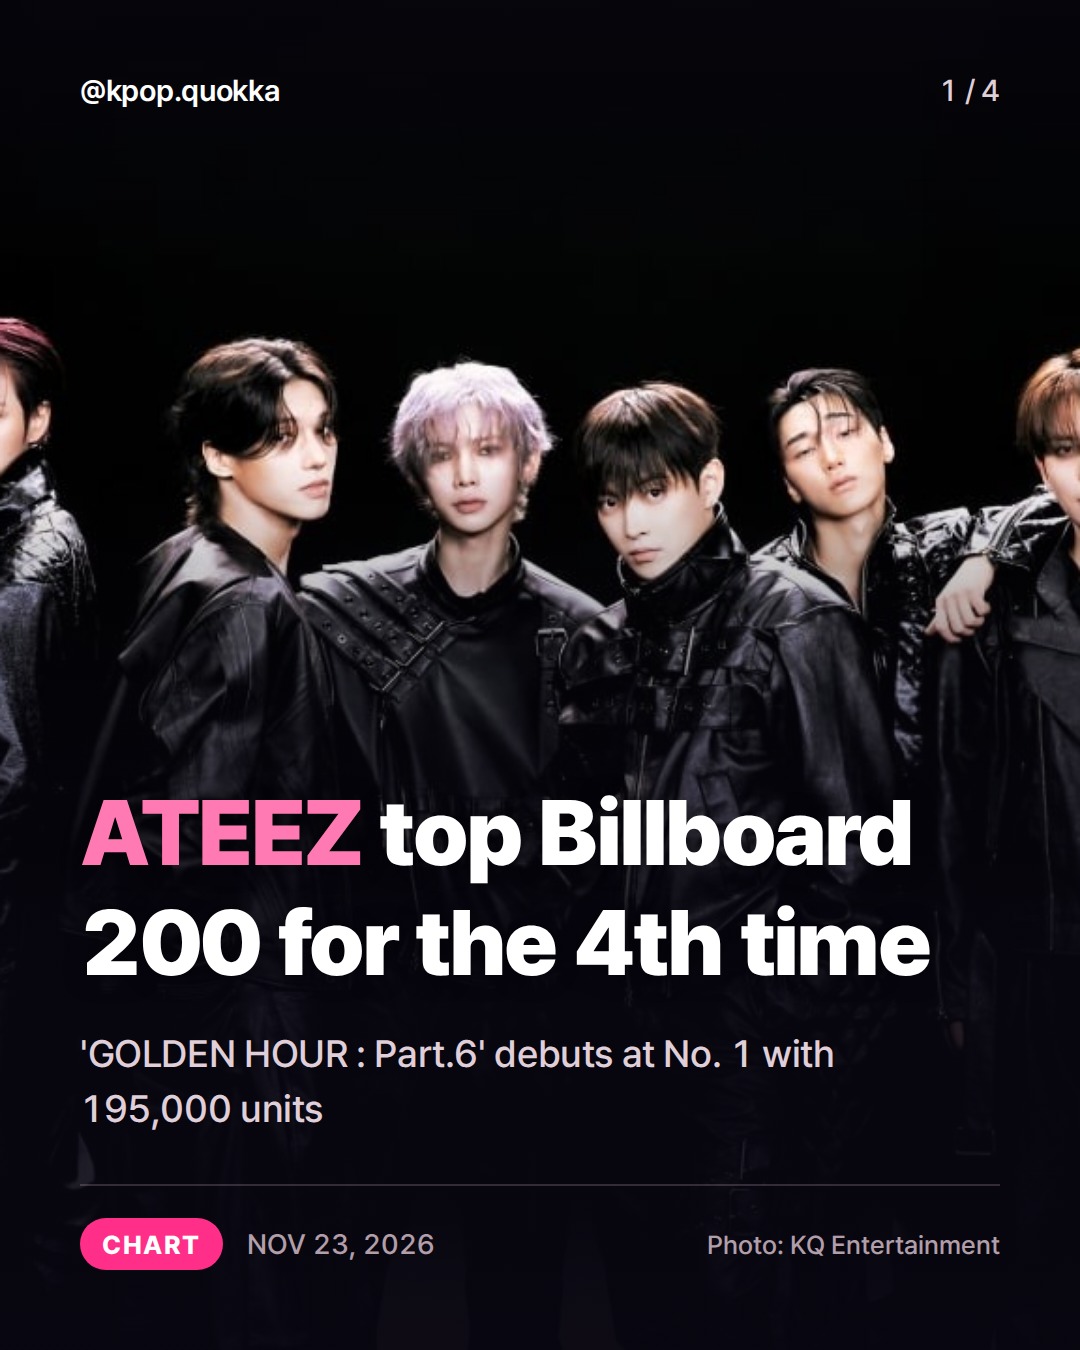 @kpop.quokka
1 / 4
ATEEZ top Billboard
200 for the 4th time
'GOLDEN HOUR : Part.6' debuts at No. 1 with
195,000 units
CHART
NOV 23, 2026
Photo: KQ Entertainment